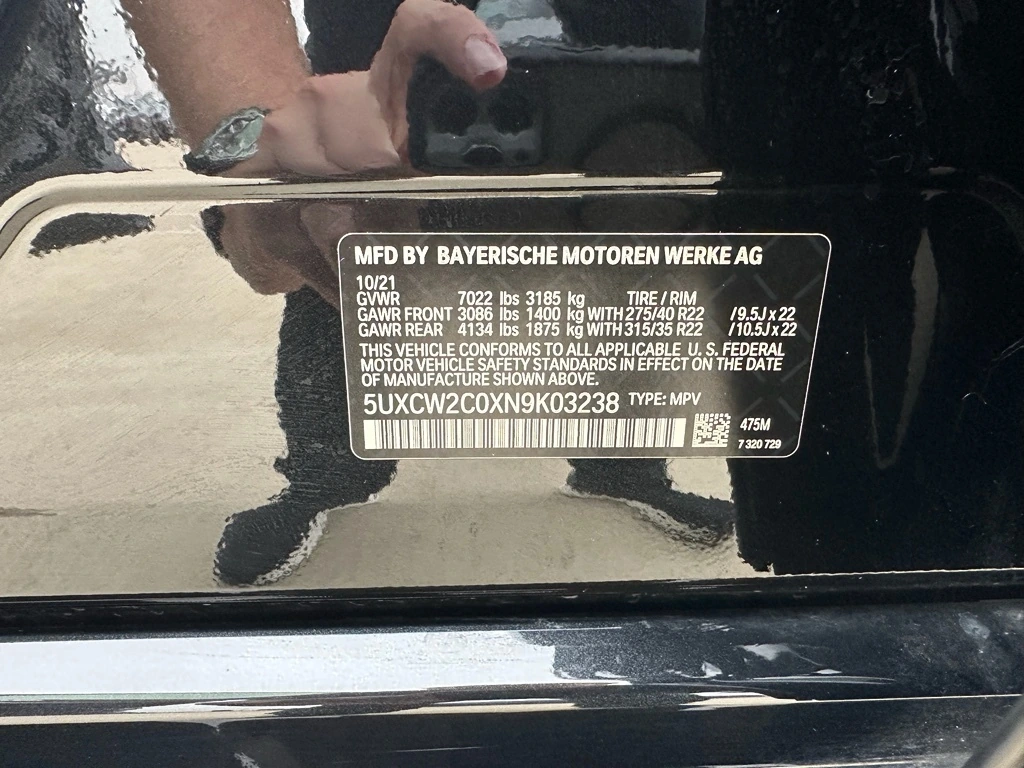 MFD BY BAYERISCHE MOTOREN WERKE AG
10/21
GVWR 7022 lbs 3185 kg TIRE / RIM
GAWR FRONT 3086 lbs 1400 kg WITH 275/40 R22 /9.5J x 22
GAWR REAR 4134 lbs 1875 kg WITH 315/35 R22 /10.5J x 22
THIS VEHICLE CONFORMS TO ALL APPLICABLE U. S. FEDERAL
MOTOR VEHICLE SAFETY STANDARDS IN EFFECT ON THE DATE
OF MANUFACTURE SHOWN ABOVE.
5UXCW2C0XN9K03238 TYPE: MPV
475M
7 320 729